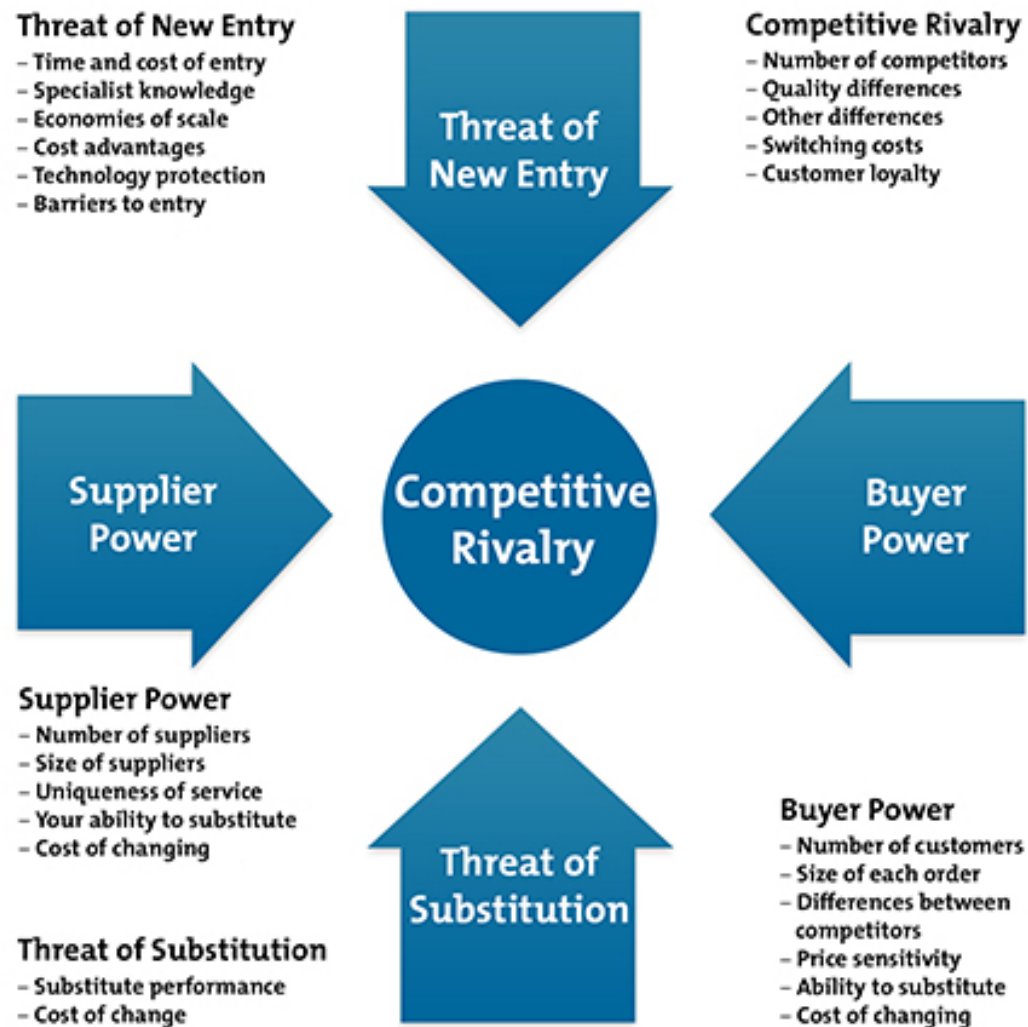 Threat of New Entry
– Time and cost of entry
– Specialist knowledge
– Economies of scale
– Cost advantages
– Technology protection
– Barriers to entry
Threat of
New Entry
Competitive Rivalry
– Number of competitors
– Quality differences
– Other differences
– Switching costs
– Customer loyalty
Supplier
Power
Competitive
Rivalry
Buyer
Power
Supplier Power
– Number of suppliers
– Size of suppliers
– Uniqueness of service
– Your ability to substitute
– Cost of changing
Threat of Substitution
– Substitute performance
– Cost of change
Threat of
Substitution
Buyer Power
– Number of customers
– Size of each order
– Differences between
competitors
– Price sensitivity
– Ability to substitute
– Cost of changing